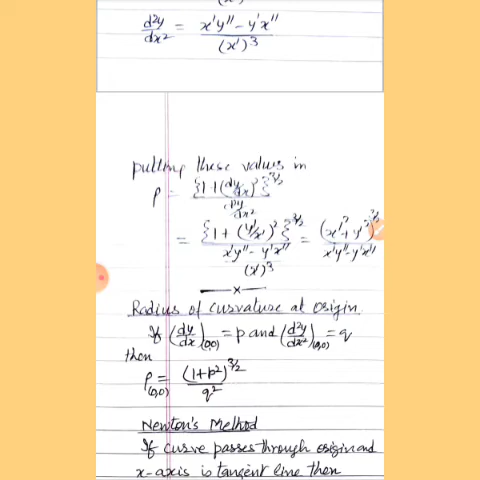 d²y/dx² = x'y'' - y'x'' / (x')³
putting these values in
ρ = {1+(dy/dx)²}^3/2 / d²y/dx²
= {1 + (y'/x')²}^3/2 / x'y'' - y'x'' / (x')³ = (x'² + y'²)^3/2 / x'y'' - y'x''
x
Radius of curvature at origin
If (dy/dx)(0,0) = p and (d²y/dx²)(0,0) = q
then
ρ(0,0) = (1+p²)^3/2 / q²
Newton's Method
If curve passes through origin and
x-axis is tangent line then